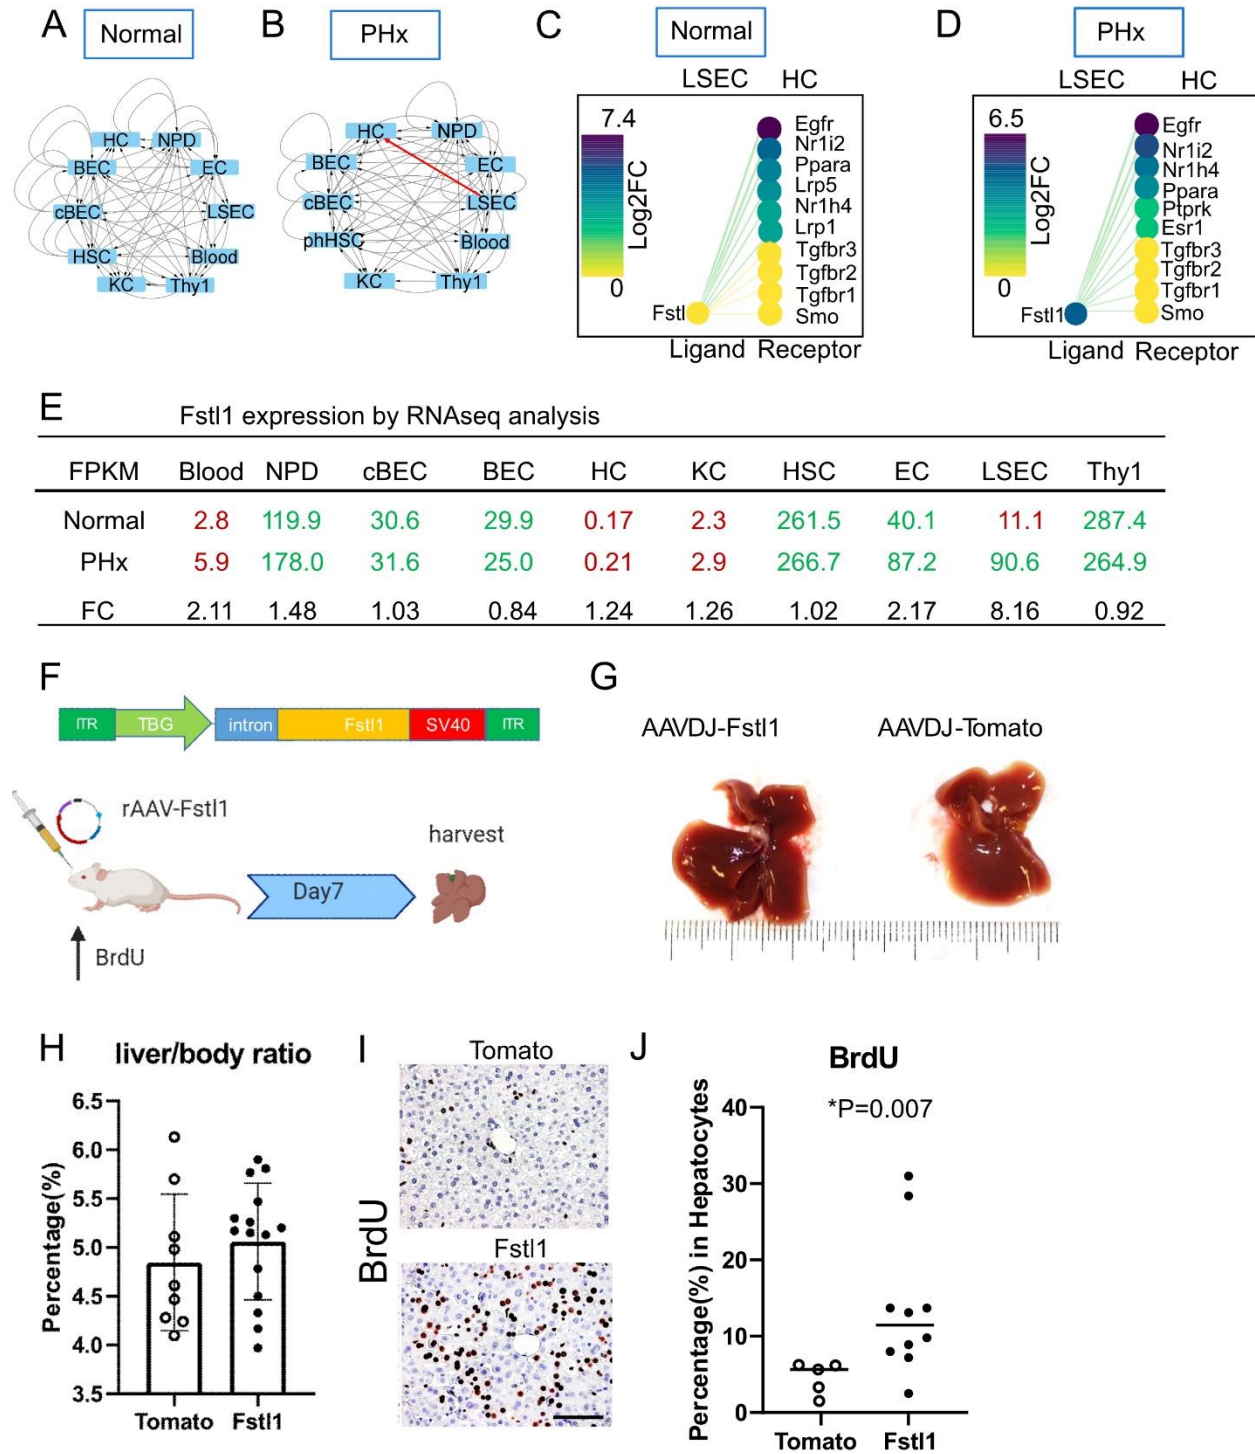 A
Normal
B
PHx
C
Normal
D
PHx
HC
NPD
BEC
EC
cBEC
LSEC
HSC
Blood
KC
Thy1
HC
NPD
BEC
EC
cBEC
LSEC
phHSC
Blood
KC
Thy1
LSEC HC
7.4
Log2FC
0
Egfr
Nr1i2
Ppara
Lrp5
Nr1h4
Lrp1
Tgfbr3
Tgfbr2
Tgfbr1
Smo
Fstl
Ligand Receptor
LSEC HC
6.5
Log2FC
0
Egfr
Nr1i2
Nr1h4
Ppara
Ptprk
Esr1
Tgfbr3
Tgfbr2
Tgfbr1
Smo
Fstl1
Ligand Receptor
E
Fstl1 expression by RNAseq analysis
FPKM Blood NPD cBEC BEC HC KC HSC EC LSEC Thy1
Normal 2.8 119.9 30.6 29.9 0.17 2.3 261.5 40.1 11.1 287.4
PHx 5.9 178.0 31.6 25.0 0.21 2.9 266.7 87.2 90.6 264.9
FC 2.11 1.48 1.03 0.84 1.24 1.26 1.02 2.17 8.16 0.92
F
ITR TBG intron Fstl1 SV40 ITR
rAAV-Fstl1
Day7
harvest
BrdU
G
AAVDJ-Fstl1 AAVDJ-Tomato
H
liver/body ratio
Percentage(%)
6.5
6.0
5.5
5.0
4.5
4.0
3.5
Tomato Fstl1
I
Tomato
BrdU
Fstl1
J
BrdU
*P=0.007
Percentage(%) in Hepatocytes
40
30
20
10
0
Tomato Fstl1